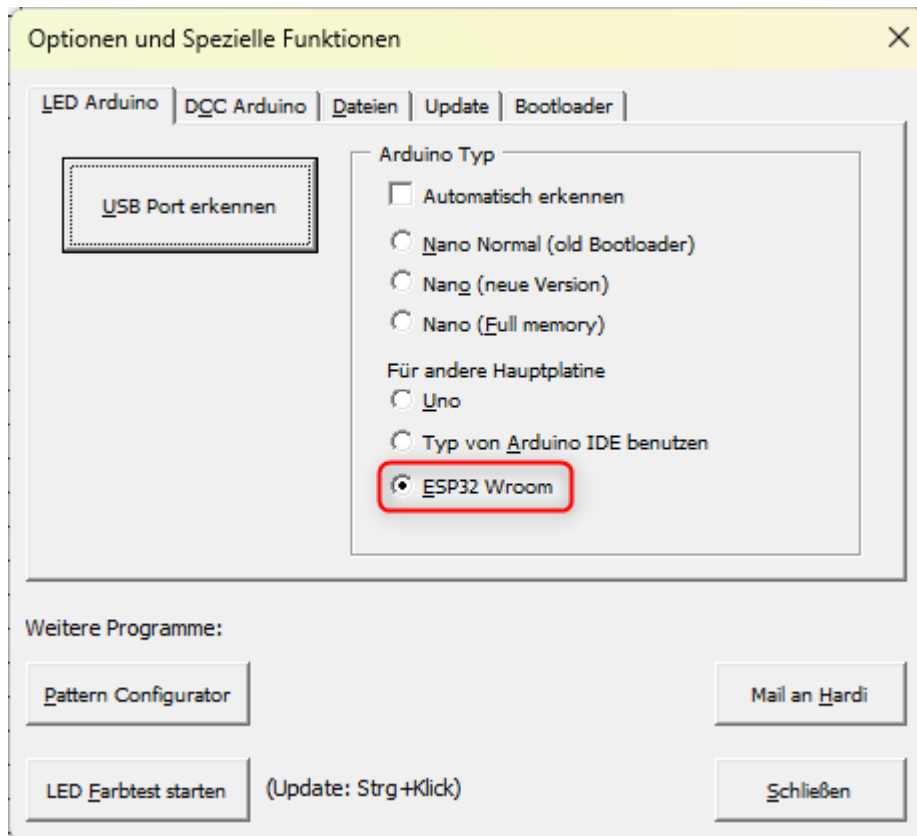 Optionen und Spezielle Funktionen
LED Arduino
DCC Arduino
Dateien
Update
Bootloader
USB Port erkennen
Arduino Typ
Automatisch erkennen
Nano Normal (old Bootloader)
Nano (neue Version)
Nano (Full memory)
Für andere Hauptplatine
Uno
Typ von Arduino IDE benutzen
ESP32 Wroom
Weitere Programme:
Pattern Configurator
Mail an Hardi
LED Farbtest starten
(Update: Strg+Klick)
Schließen